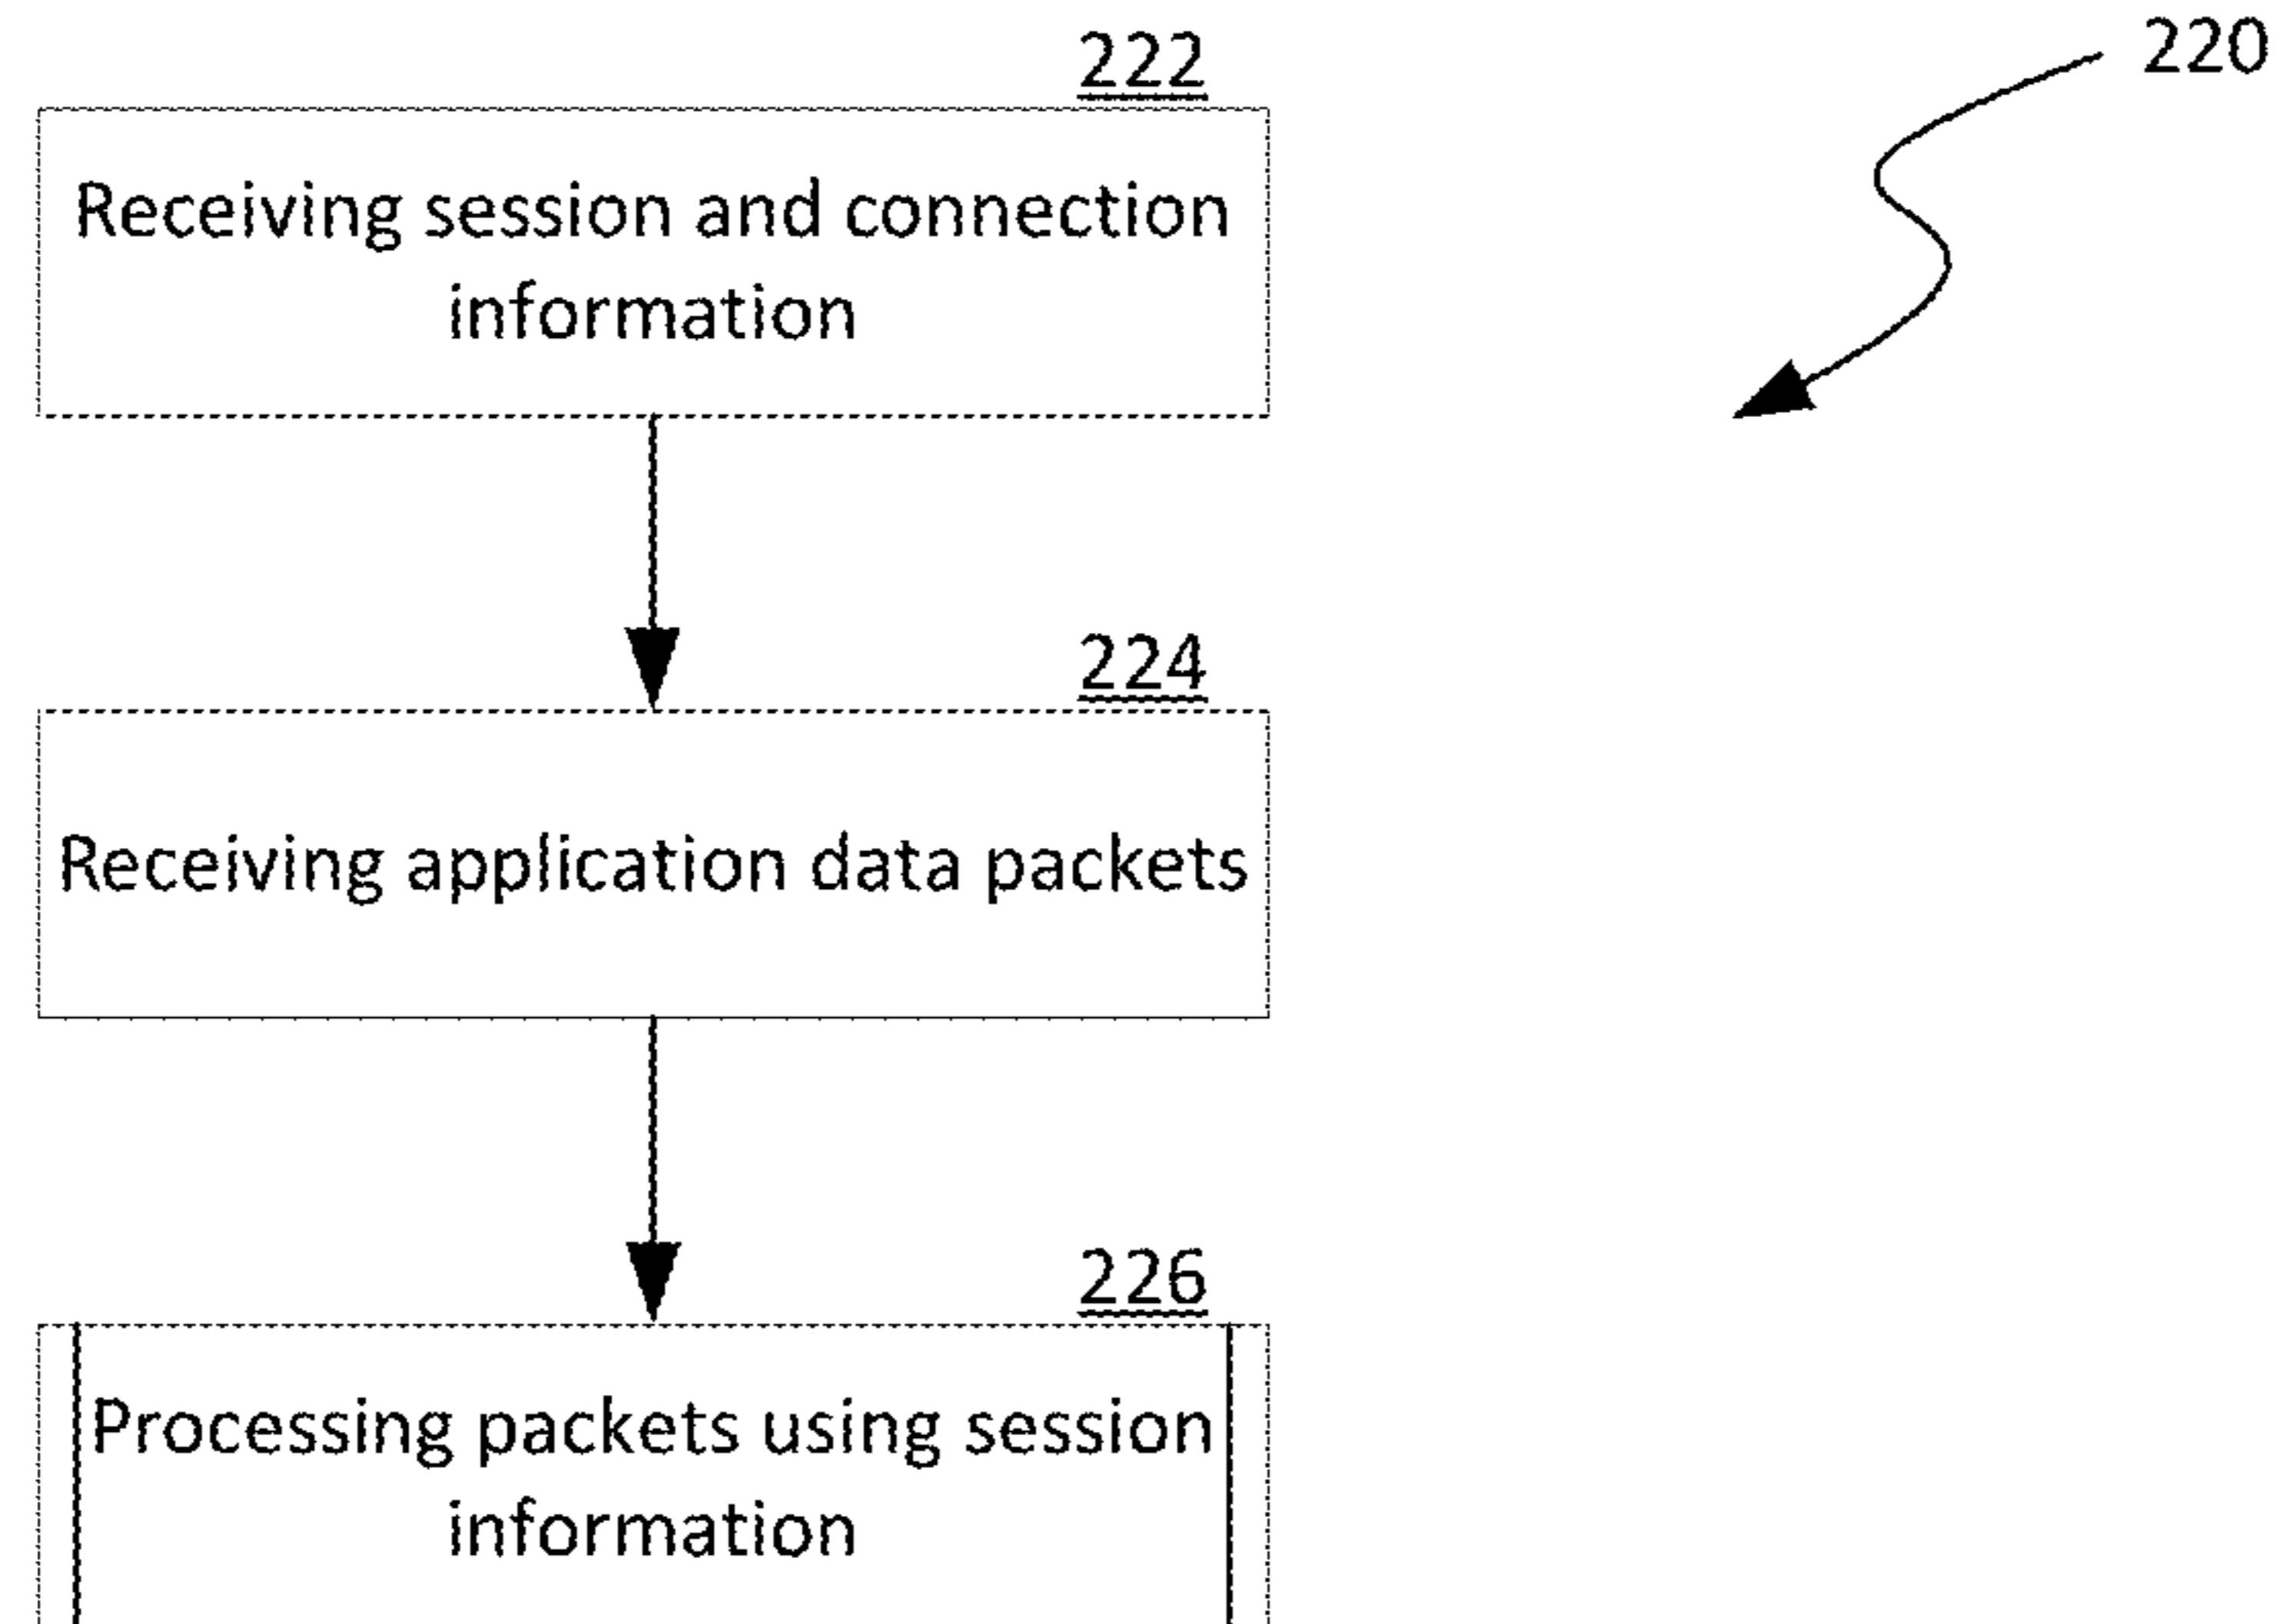 222
220
Receiving session and connection
information
224
Receiving application data packets
226
Processing packets using session
information